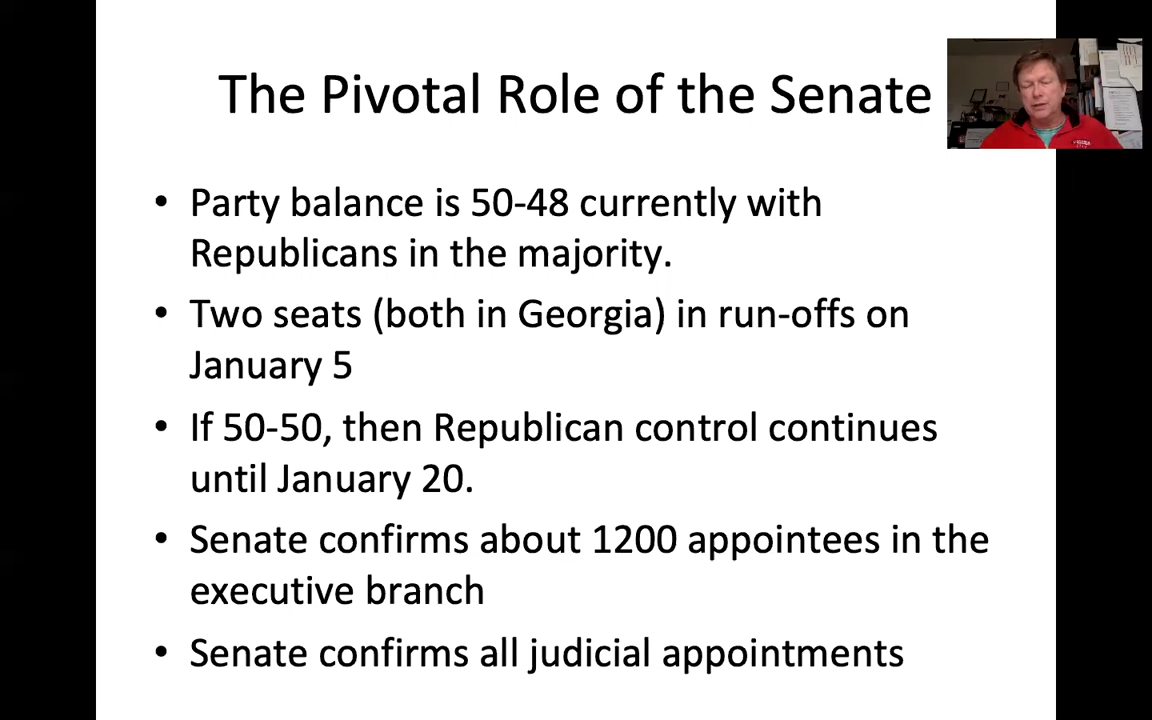 The Pivotal Role of the Senate
• Party balance is 50-48 currently with
Republicans in the majority.
• Two seats (both in Georgia) in run-offs on
January 5
• If 50-50, then Republican control continues
until January 20.
• Senate confirms about 1200 appointees in the
executive branch
• Senate confirms all judicial appointments